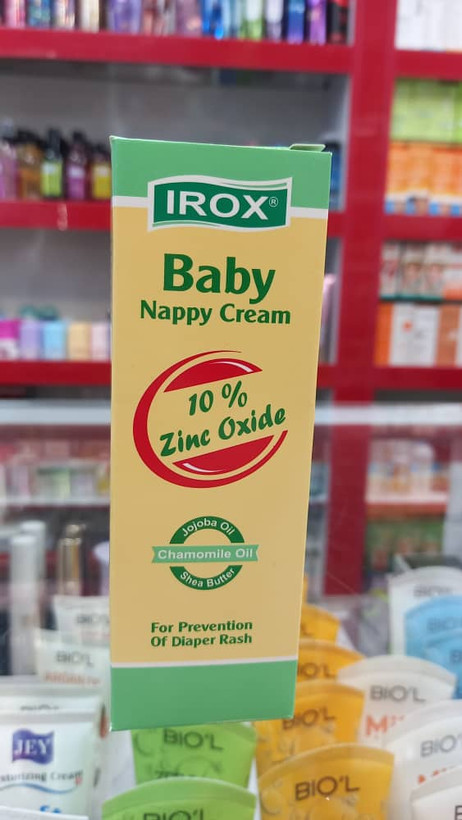 IROX®
Baby
Nappy Cream
10 %
Zinc Oxide
Jojoba Oil
Chamomile Oil
Shea Butter
For Prevention
Of Diaper Rash
BIO'L
JEY
BIO'L
BIO'L
BIO'L
BIO'L
BIO'L